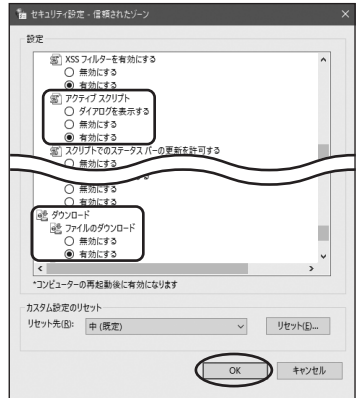 セキュリティ設定 - 信頼されたゾーン
設定
XSS フィルターを有効にする
無効にする
有効にする
アクティブ スクリプト
ダイアログを表示する
無効にする
有効にする
スクリプトでのステータス バーの更新を許可する
無効にする
無効にする
有効にする
ダウンロード
ファイルのダウンロード
無効にする
有効にする
*コンピューターの再起動後に有効になります
カスタム設定のリセット
リセット先(R): 中 (既定) リセット(E)...
OK キャンセル